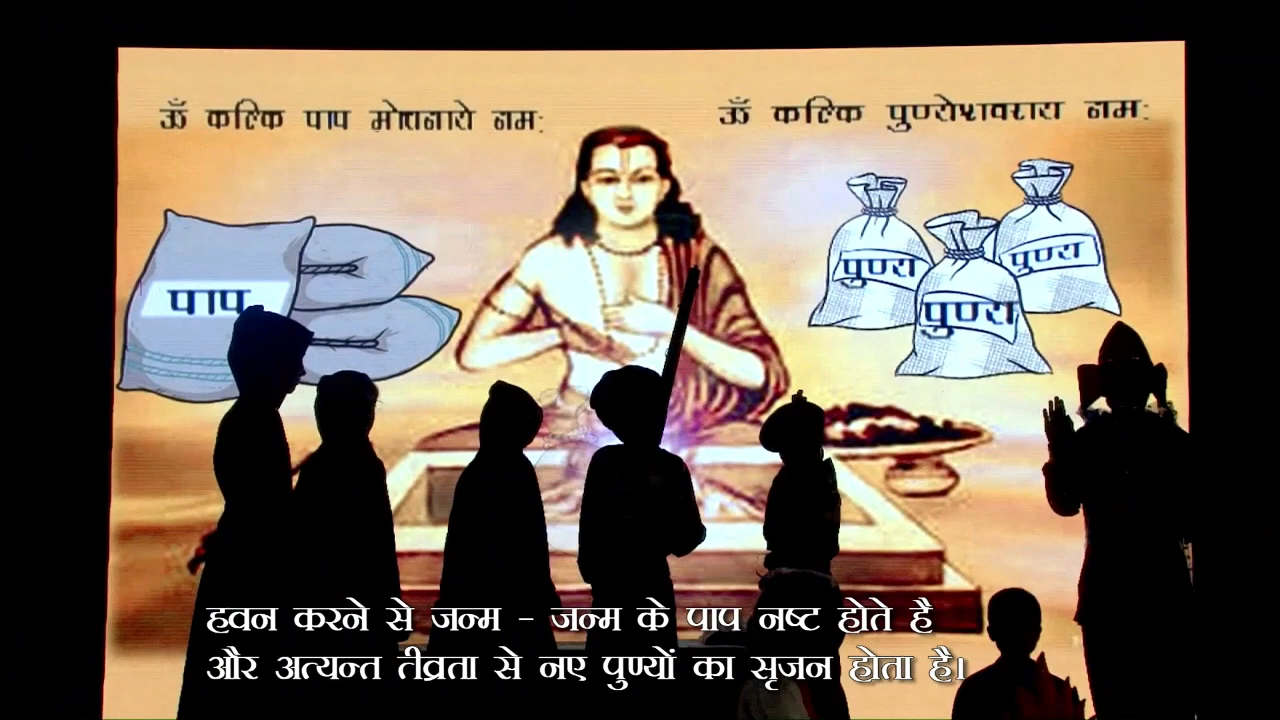 ॐ कल्कि पाप मोचनाये नमः
ॐ कल्कि पुण्येश्वराय नमः
पाप
पुण्य
पुण्य
पुण्य
हवन करने से जन्म - जन्म के पाप नष्ट होते है
और अत्यन्त तीव्रता से नए पुण्यों का सृजन होता है।